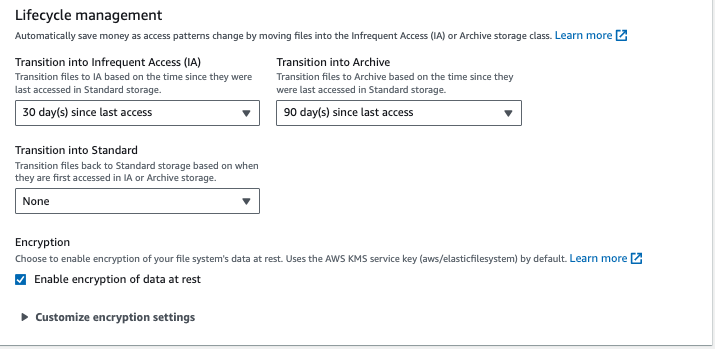 Lifecycle management
Automatically save money as access patterns change by moving files into the Infrequent Access (IA) or Archive storage class. Learn more
Transition into Infrequent Access (IA)
Transition files to IA based on the time since they were
last accessed in Standard storage.
30 day(s) since last access
Transition into Archive
Transition files to Archive based on the time since they
were last accessed in Standard storage.
90 day(s) since last access
Transition into Standard
Transition files back to Standard storage based on when
they are first accessed in IA or Archive storage.
None
Encryption
Choose to enable encryption of your file system's data at rest. Uses the AWS KMS service key (aws/elasticfilesystem) by default. Learn more
Enable encryption of data at rest
Customize encryption settings